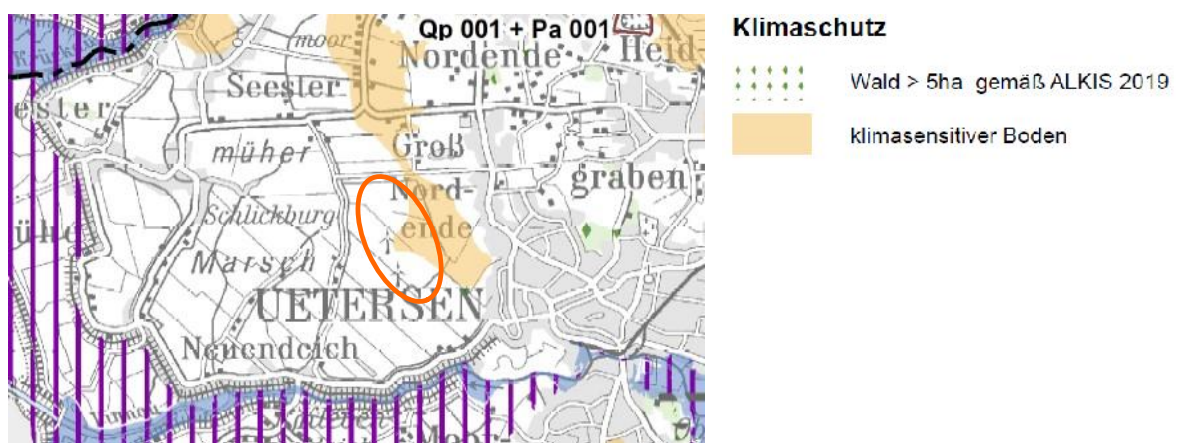 Qp 001 + Pa 001
moor
Nordende
Heid-
Seester
ester-
müher
Groß
Nord-
ende
graben
Schlickburg
Marsch
UETERSEN
Neuendeich
Klimaschutz
Wald > 5ha gemäß ALKIS 2019
klimasensitiver Boden